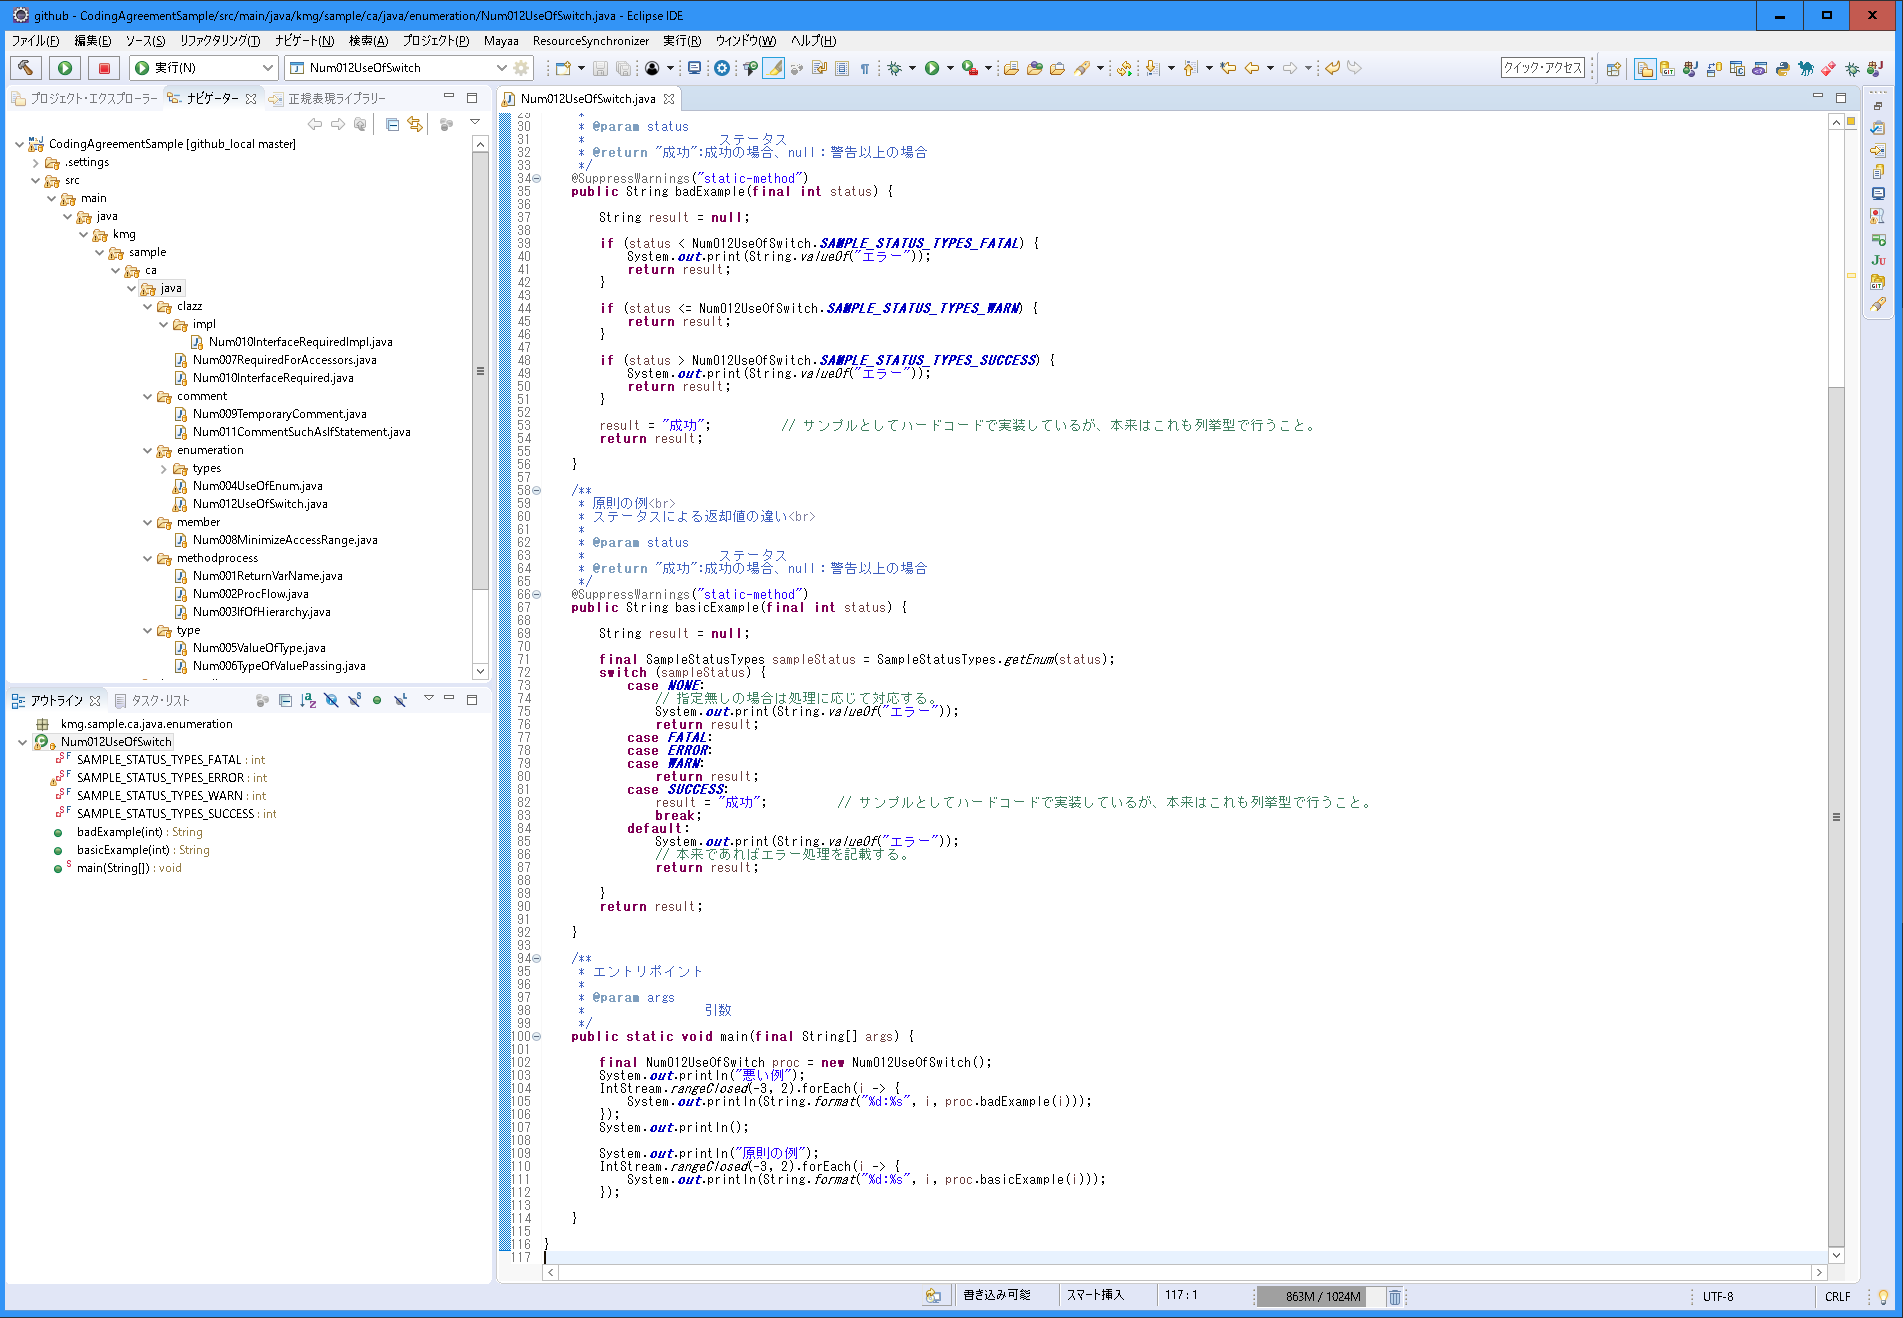 github - CodingAgreementSample/src/main/java/kmg/sample/ca/java/enumeration/Num012UseOfSwitch.java - Eclipse IDE
ファイル(F) 編集(E) ソース(S) リファクタリング(T) ナビゲート(N) 検索(A) プロジェクト(P) Mayaa ResourceSynchronizer 実行(R) ウィンドウ(W) ヘルプ(H)
実行(N) Num012UseOfSwitch クイック・アクセス
プロジェクト・エクスプローラー ナビゲーター 正規表現ライブラリー
CodingAgreementSample [github_local master]
.settings
src
main
java
kmg
sample
ca
java
clazz
impl
Num010InterfaceRequiredImpl.java
Num007RequiredForAccessors.java
Num010InterfaceRequired.java
comment
Num009TemporaryComment.java
Num011CommentSuchAsIfStatement.java
enumeration
types
Num004UseOfEnum.java
Num012UseOfSwitch.java
member
Num008MinimizeAccessRange.java
methodprocess
Num001ReturnVarName.java
Num002ProcFlow.java
Num003IfOfHierarchy.java
type
Num005ValueOfType.java
Num006TypeOfValuePassing.java
アウトライン タスク・リスト
kmg.sample.ca.java.enumeration
Num012UseOfSwitch
SAMPLE_STATUS_TYPES_FATAL : int
SAMPLE_STATUS_TYPES_ERROR : int
SAMPLE_STATUS_TYPES_WARN : int
SAMPLE_STATUS_TYPES_SUCCESS : int
badExample(int) : String
basicExample(int) : String
main(String[]) : void
Num012UseOfSwitch.java
29 *
30 * @param status
31 * ステータス
32 * @return "成功":成功の場合、null：警告以上の場合
33 */
34 @SuppressWarnings("static-method")
35 public String badExample(final int status) {
36
37 String result = null;
38
39 if (status < Num012UseOfSwitch.SAMPLE_STATUS_TYPES_FATAL) {
40 System.out.print(String.valueOf("エラー"));
41 return result;
42 }
43
44 if (status <= Num012UseOfSwitch.SAMPLE_STATUS_TYPES_WARN) {
45 return result;
46 }
47
48 if (status > Num012UseOfSwitch.SAMPLE_STATUS_TYPES_SUCCESS) {
49 System.out.print(String.valueOf("エラー"));
50 return result;
51 }
52
53 result = "成功"; // サンプルとしてハードコードで実装しているが、本来はこれも列挙型で行うこと。
54 return result;
55
56 }
57
58 /**
59 * 原則の例<br>
60 * ステータスによる返却値の違い<br>
61 *
62 * @param status
63 * ステータス
64 * @return "成功":成功の場合、null：警告以上の場合
65 */
66 @SuppressWarnings("static-method")
67 public String basicExample(final int status) {
68
69 String result = null;
70
71 final SampleStatusTypes sampleStatus = SampleStatusTypes.getEnum(status);
72 switch (sampleStatus) {
73 case NONE:
74 // 指定無しの場合は処理に応じて対応する。
75 System.out.print(String.valueOf("エラー"));
76 return result;
77 case FATAL:
78 case ERROR:
79 case WARN:
80 return result;
81 case SUCCESS:
82 result = "成功"; // サンプルとしてハードコードで実装しているが、本来はこれも列挙型で行うこと。
83 break;
84 default:
85 System.out.print(String.valueOf("エラー"));
86 // 本来であればエラー処理を記載する。
87 return result;
88
89 }
90 return result;
91
92 }
93
94 /**
95 * エントリポイント
96 *
97 * @param args
98 * 引数
99 */
100 public static void main(final String[] args) {
101
102 final Num012UseOfSwitch proc = new Num012UseOfSwitch();
103 System.out.println("悪い例");
104 IntStream.rangeClosed(-3, 2).forEach(i -> {
105 System.out.println(String.format("%d:%s", i, proc.badExample(i)));
106 });
107 System.out.println();
108
109 System.out.println("原則の例");
110 IntStream.rangeClosed(-3, 2).forEach(i -> {
111 System.out.println(String.format("%d:%s", i, proc.basicExample(i)));
112 });
113
114 }
115
116 }
117
書き込み可能 スマート挿入 117 : 1 863M / 1024M UTF-8 CRLF